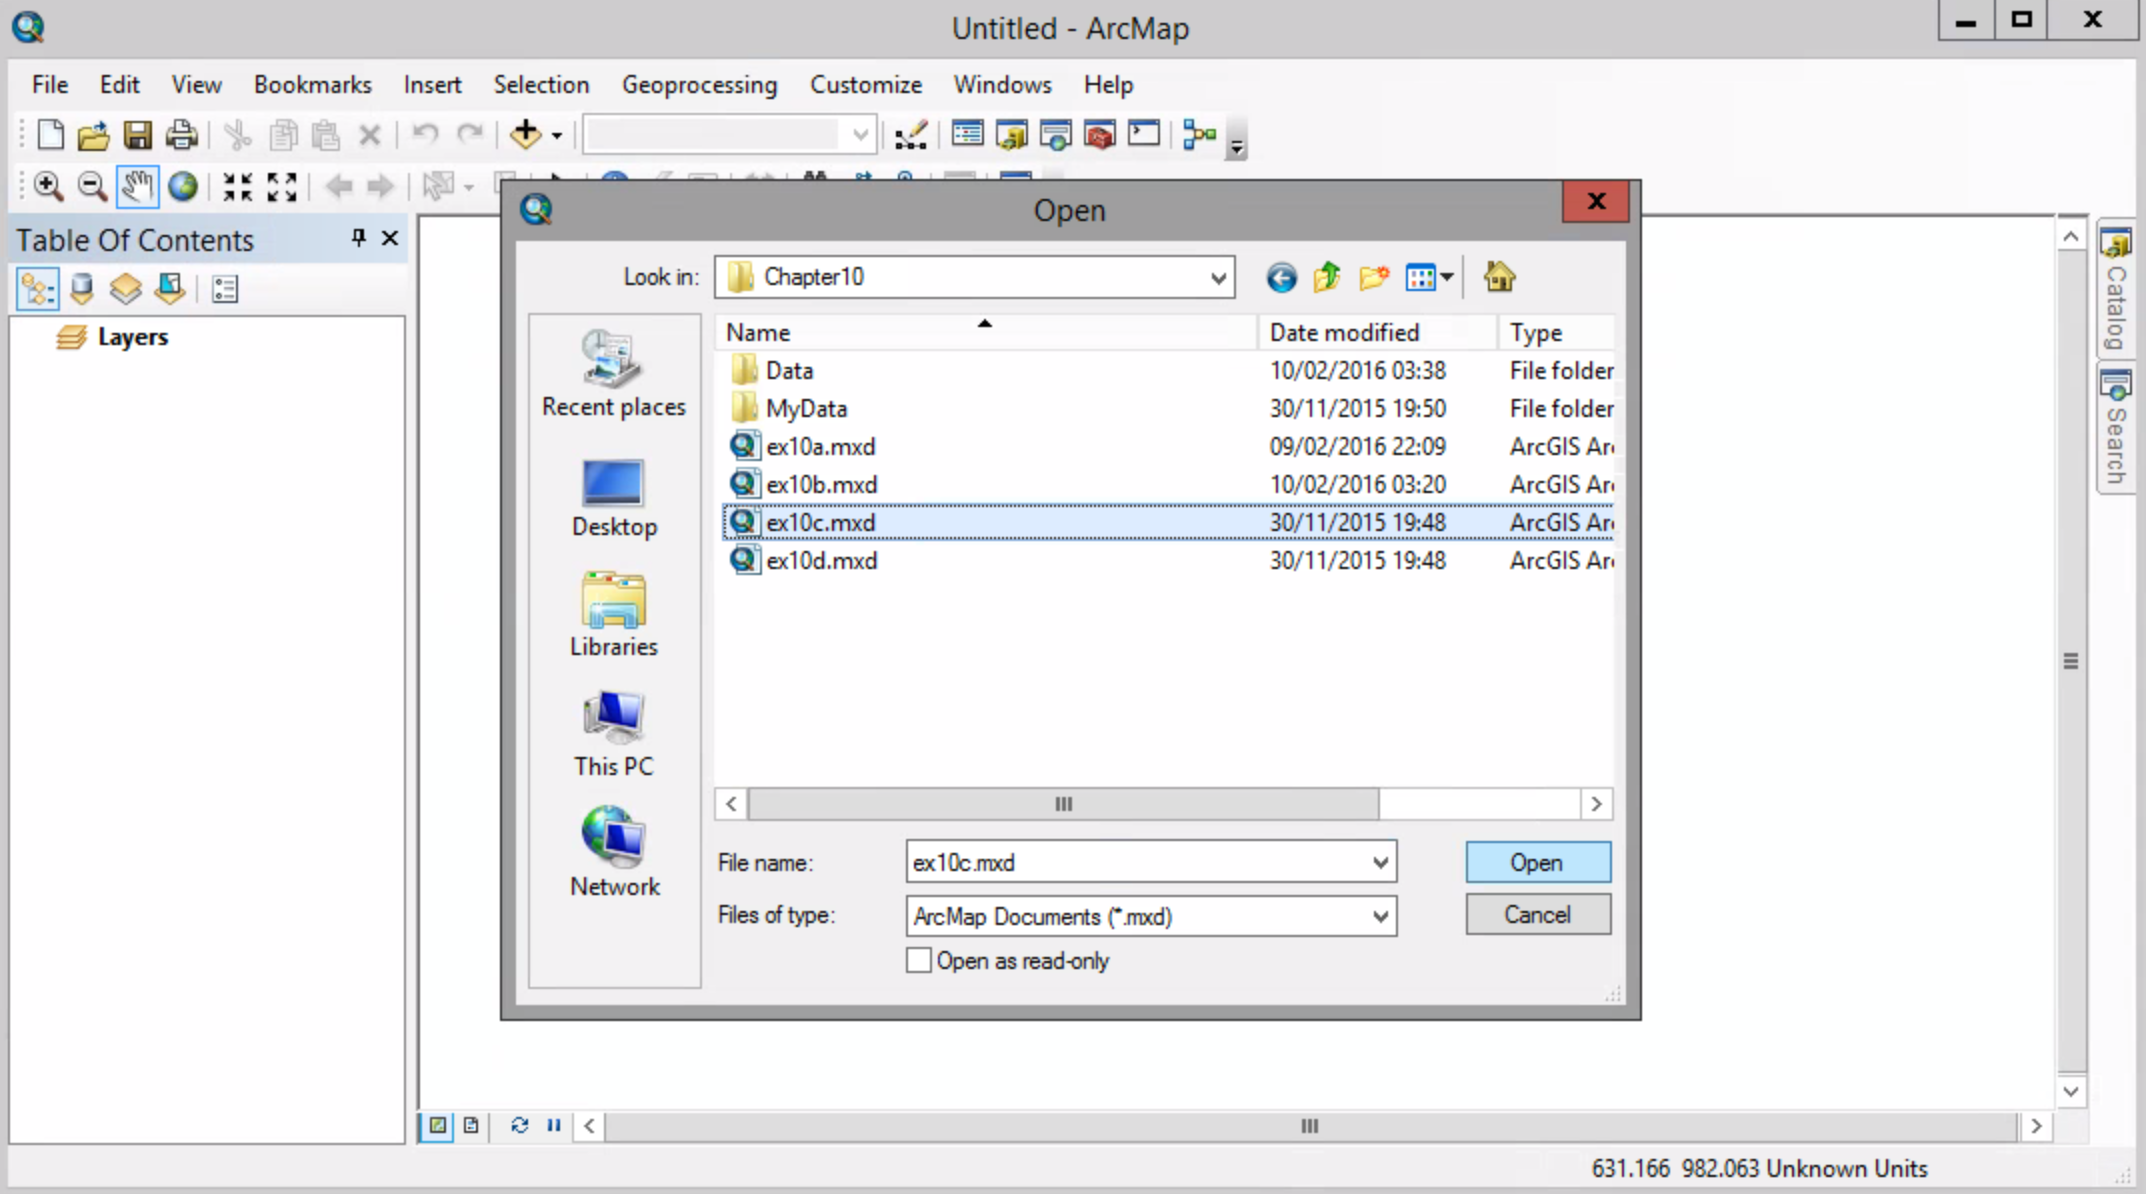 Untitled - ArcMap
File Edit View Bookmarks Insert Selection Geoprocessing Customize Windows Help
Table Of Contents
Layers
Open
Look in: Chapter10
Name Date modified Type
Data 10/02/2016 03:38 File folder
MyData 30/11/2015 19:50 File folder
ex10a.mxd 09/02/2016 22:09 ArcGIS Ar
ex10b.mxd 10/02/2016 03:20 ArcGIS Ar
ex10c.mxd 30/11/2015 19:48 ArcGIS Ar
ex10d.mxd 30/11/2015 19:48 ArcGIS Ar
Recent places
Desktop
Libraries
This PC
Network
File name: ex10c.mxd Open
Files of type: ArcMap Documents (*.mxd) Cancel
Open as read-only
Catalog
Search
631.166 982.063 Unknown Units